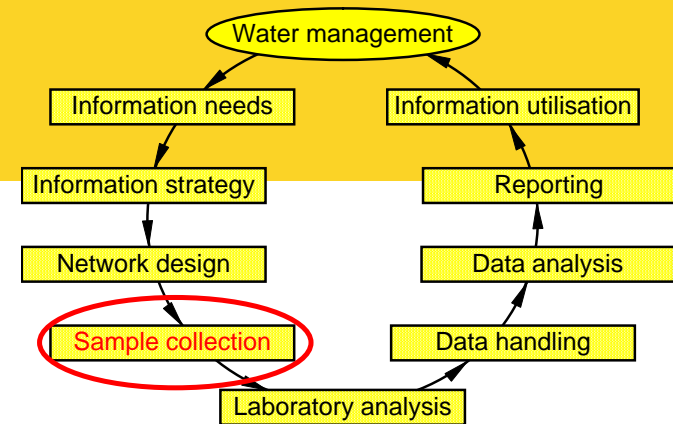 Water management
Information needs
Information utilisation
Information strategy
Reporting
Network design
Data analysis
Sample collection
Data handling
Laboratory analysis